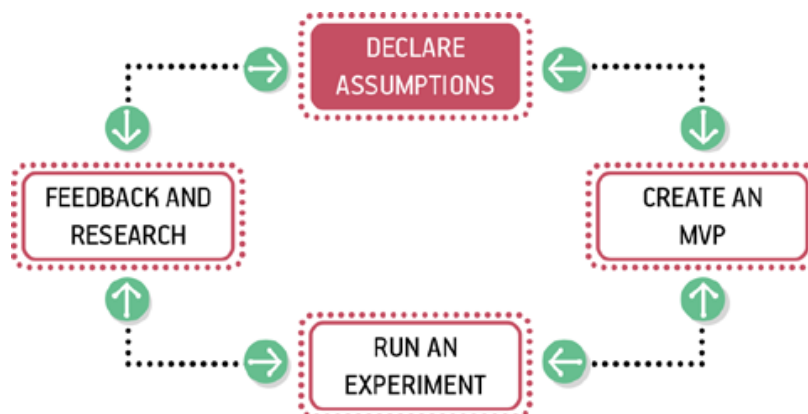 DECLARE
ASSUMPTIONS
FEEDBACK AND
RESEARCH
CREATE AN
MVP
RUN AN
EXPERIMENT